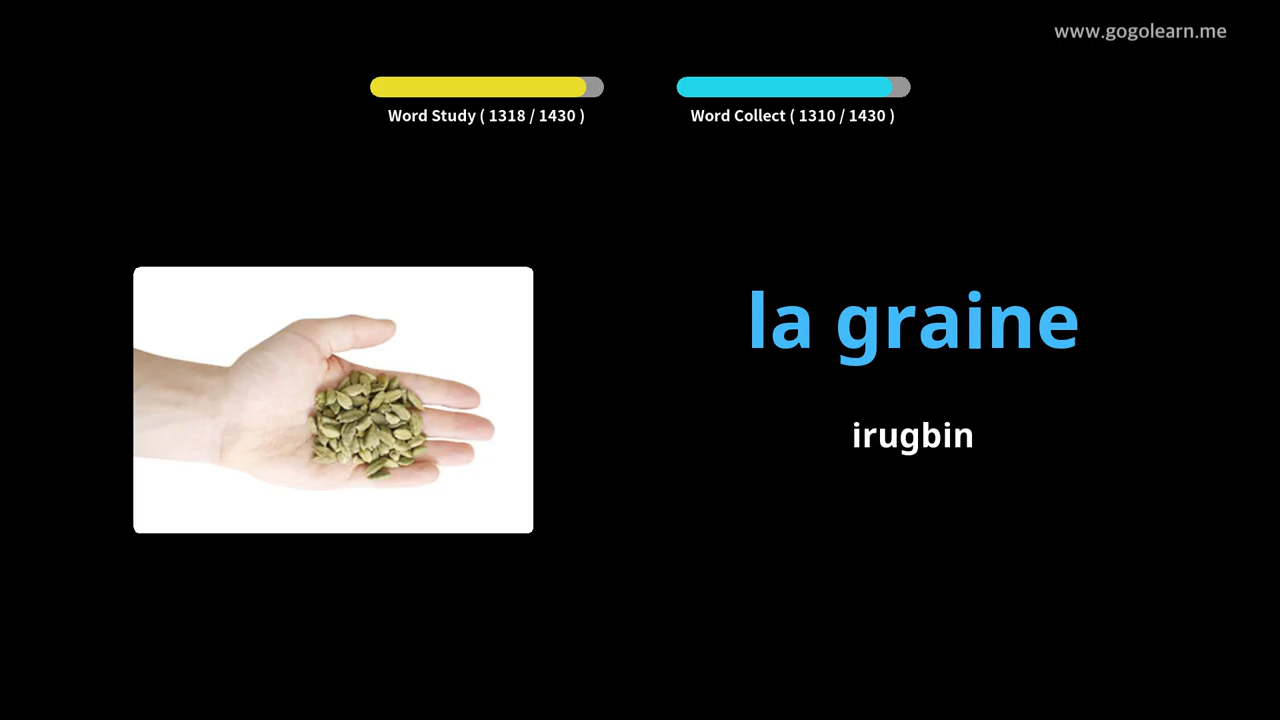 www.gogolearn.me
Word Study ( 1318 / 1430 )
Word Collect ( 1310 / 1430 )
la graine
irugbin